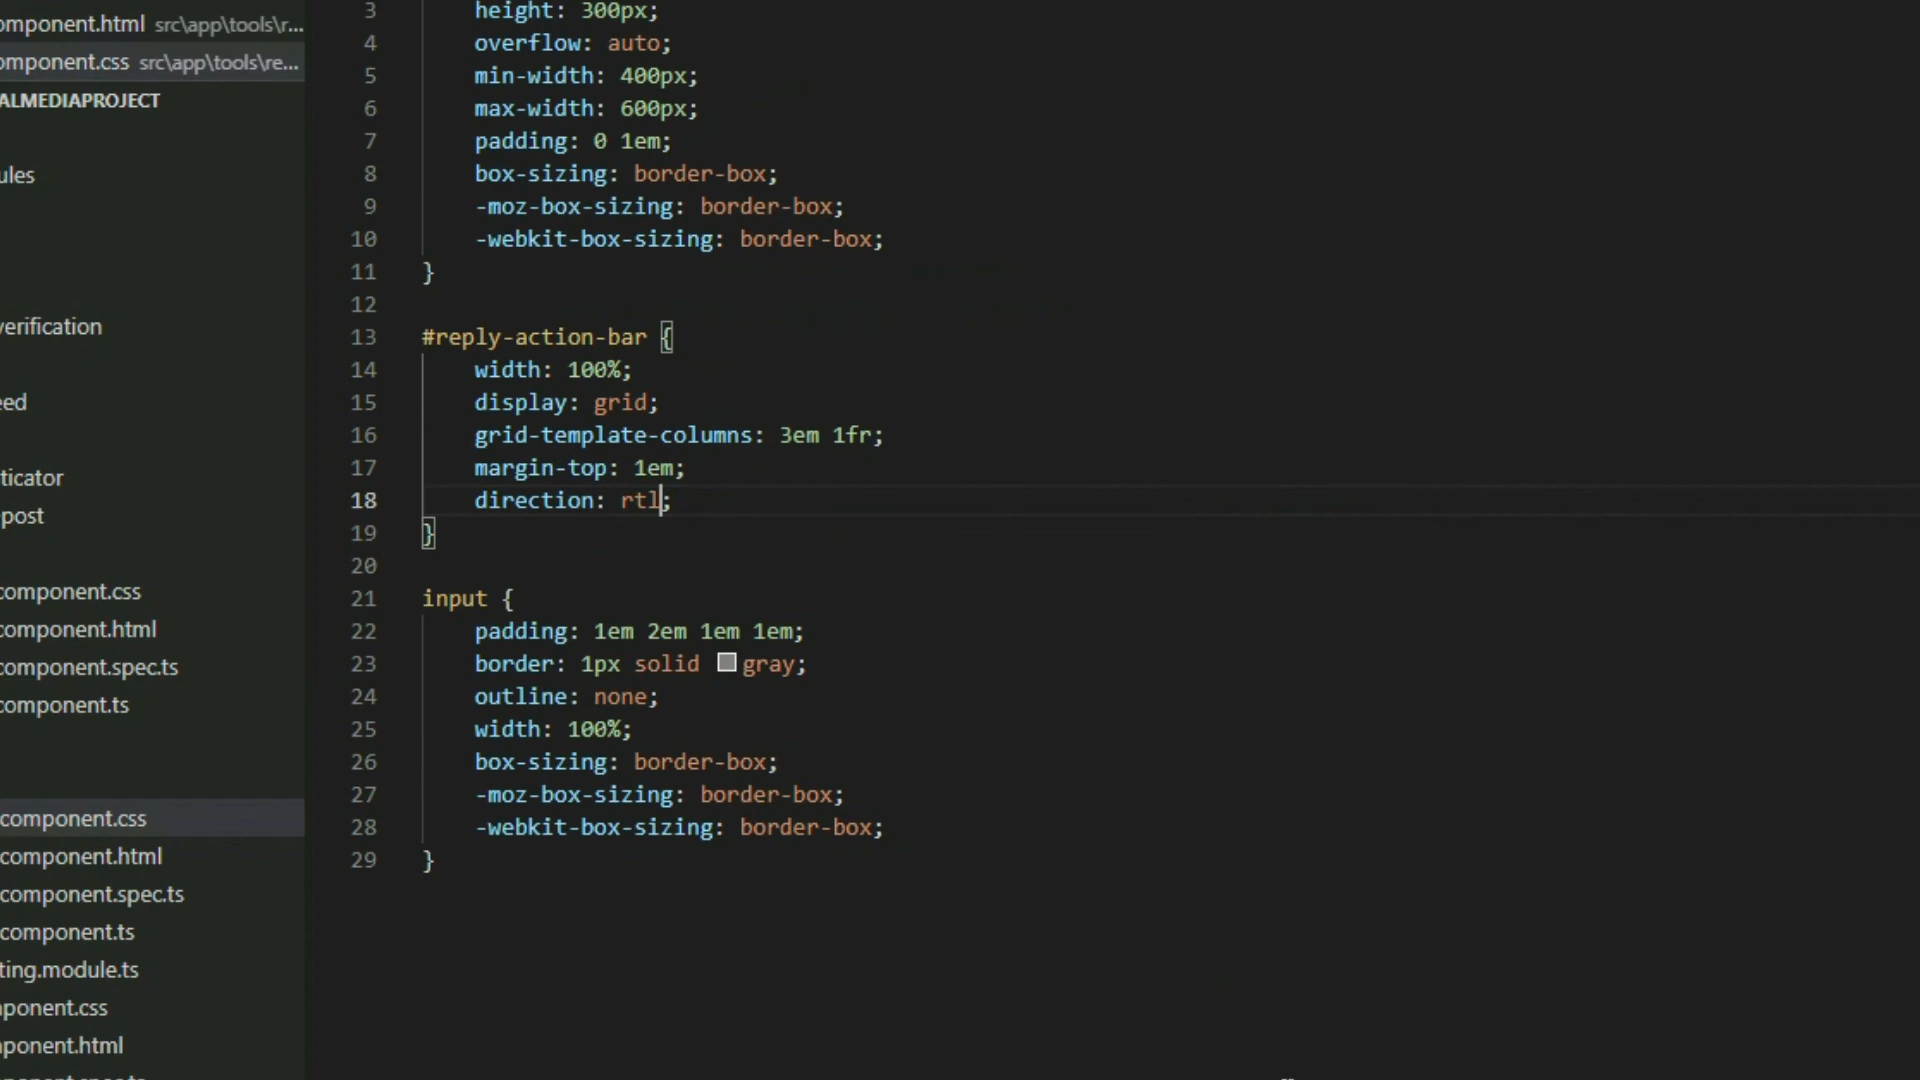 omponent.html src\app\tools\r...
omponent.css src\app\tools\re...
ALMEDIAPROJECT
ules
verification
eed
ticator
post
component.css
component.html
component.spec.ts
component.ts
component.css
component.html
component.spec.ts
component.ts
ting.module.ts
ponent.css
ponent.html
3 height: 300px;
4 overflow: auto;
5 min-width: 400px;
6 max-width: 600px;
7 padding: 0 1em;
8 box-sizing: border-box;
9 -moz-box-sizing: border-box;
10 -webkit-box-sizing: border-box;
11 }
12
13 #reply-action-bar {
14 width: 100%;
15 display: grid;
16 grid-template-columns: 3em 1fr;
17 margin-top: 1em;
18 direction: rtl;
19 }
20
21 input {
22 padding: 1em 2em 1em 1em;
23 border: 1px solid gray;
24 outline: none;
25 width: 100%;
26 box-sizing: border-box;
27 -moz-box-sizing: border-box;
28 -webkit-box-sizing: border-box;
29 }